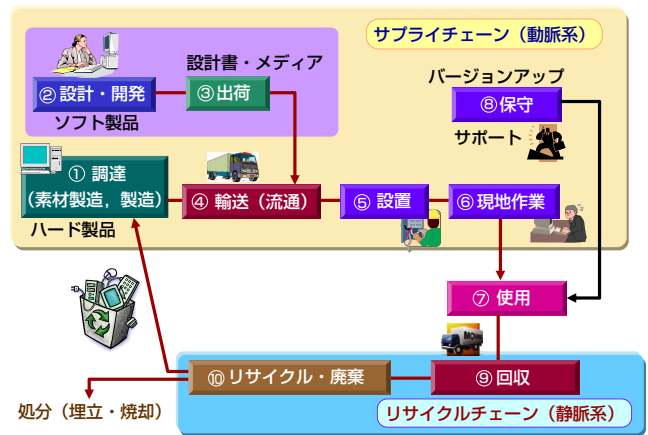 サプライチェーン（動脈系）
設計書・メディア
② 設計・開発
③ 出荷
ソフト製品
バージョンアップ
⑧ 保守
サポート
① 調達
(素材製造，製造)
ハード製品
④ 輸送（流通）
⑤ 設置
⑥ 現地作業
⑦ 使用
⑩ リサイクル・廃棄
⑨ 回収
処分（埋立・焼却）
リサイクルチェーン（静脈系）